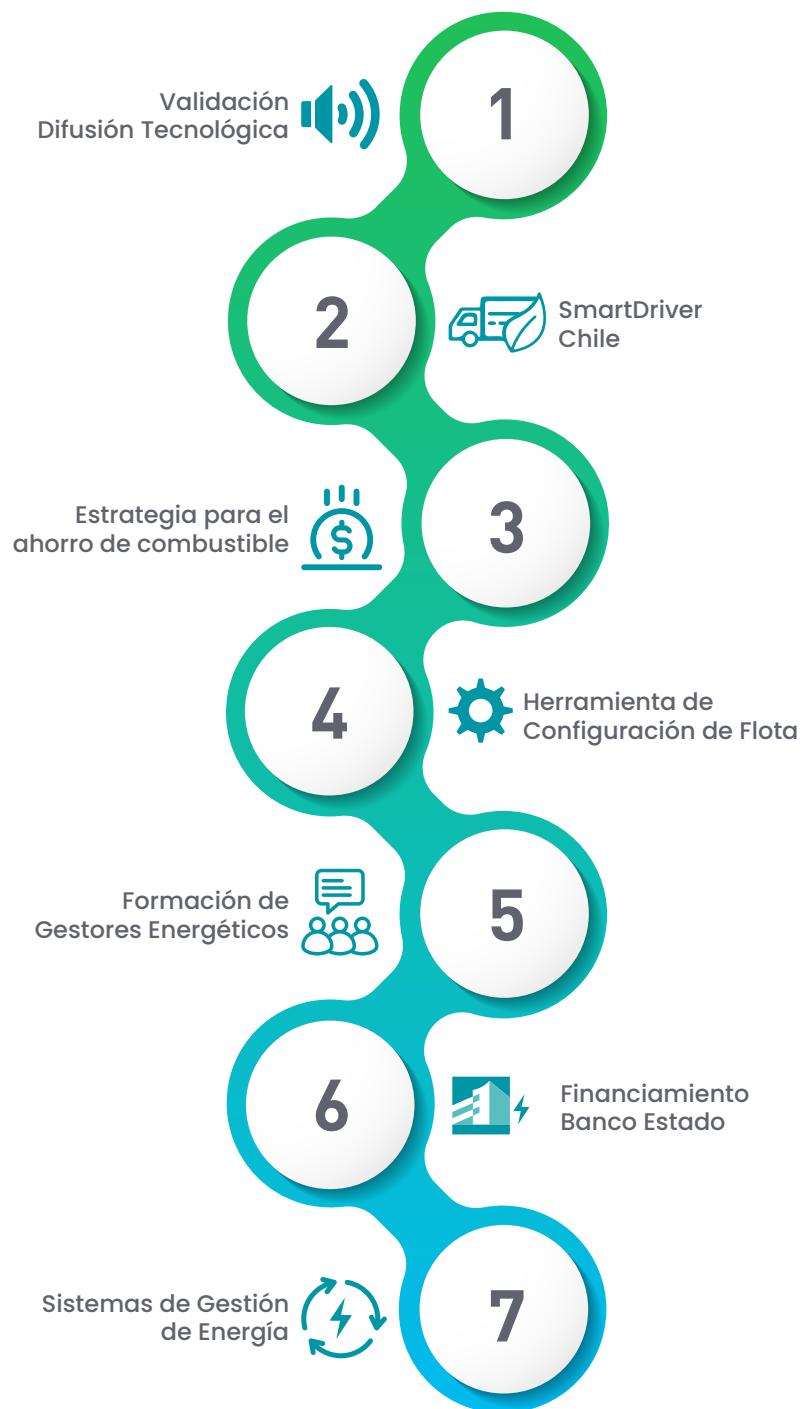 1
Validación
Difusión Tecnológica
2
SmartDriver
Chile
3
Estrategia para el
ahorro de combustible
$
4
Herramienta de
Configuración de Flota
5
Formación de
Gestores Energéticos
6
Financiamiento
Banco Estado
7
Sistemas de Gestión
de Energía